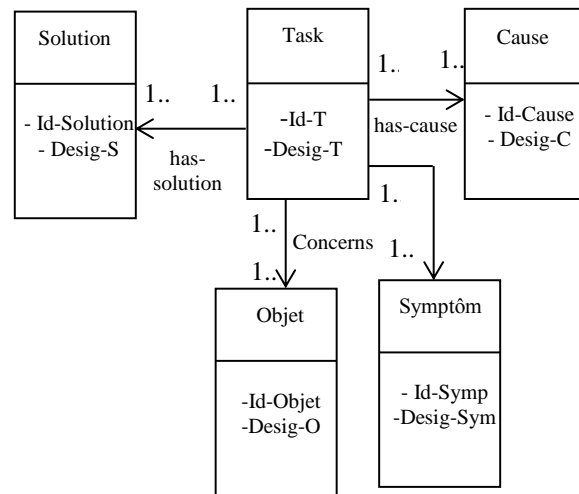 Solution
- Id-Solution
- Desig-S
1..
1..
has-
solution
Task
-Id-T
-Desig-T
1..
1..
has-cause
Cause
- Id-Cause
- Desig-C
1..
1..
Concerns
1..
1..
Objet
-Id-Objet
-Desig-O
Symptôm
- Id-Symp
-Desig-Sym